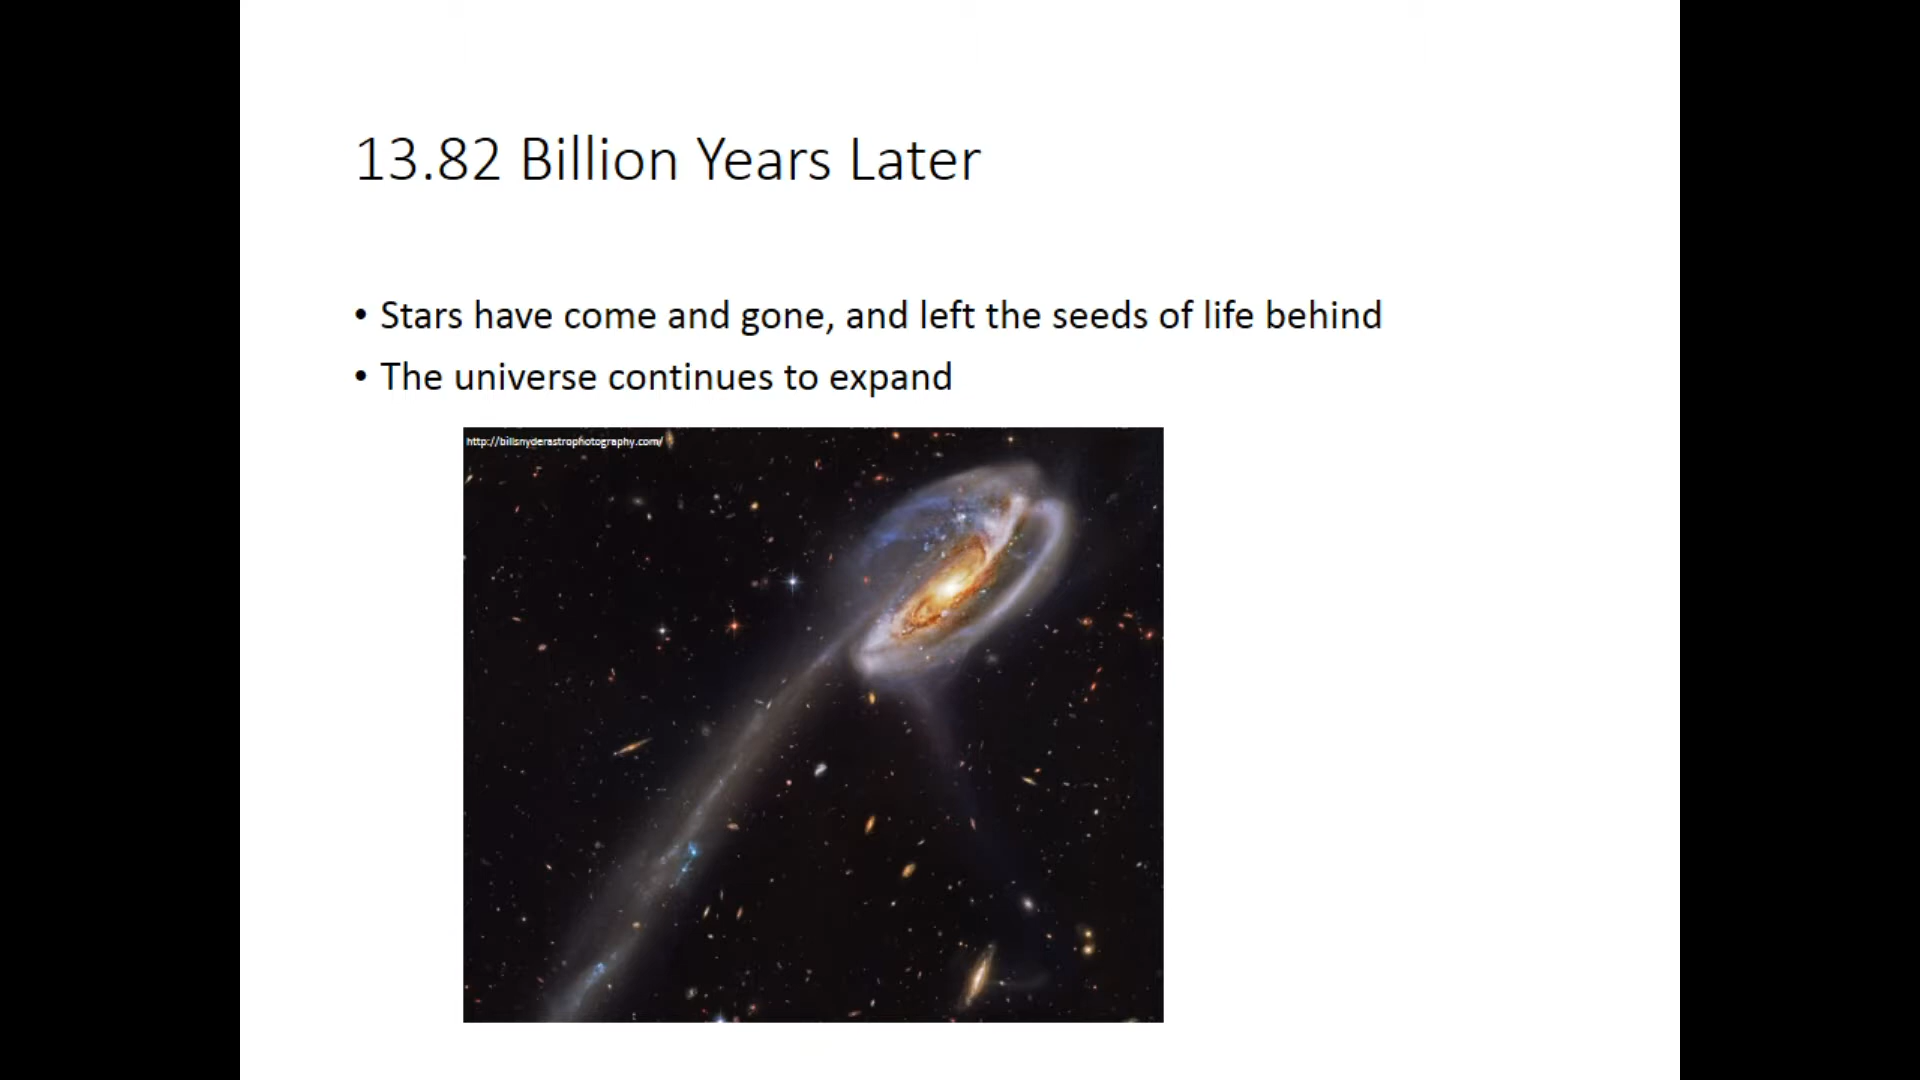 13.82 Billion Years Later
• Stars have come and gone, and left the seeds of life behind
• The universe continues to expand
http://billsnyderastrophotography.com/